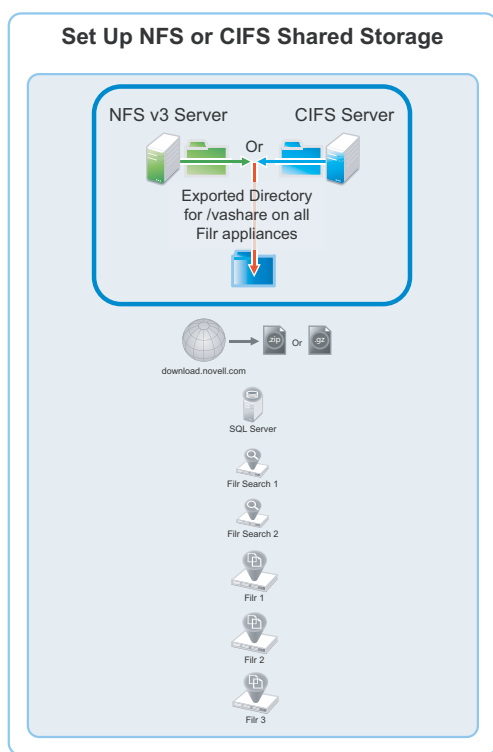 Set Up NFS or CIFS Shared Storage
NFS v3 Server
CIFS Server
Or
Exported Directory
for /vashare on all
Filr appliances
.zip
Or
.gz
download.novell.com
SQL Server
Filr Search 1
Filr Search 2
Filr 1
Filr 2
Filr 3